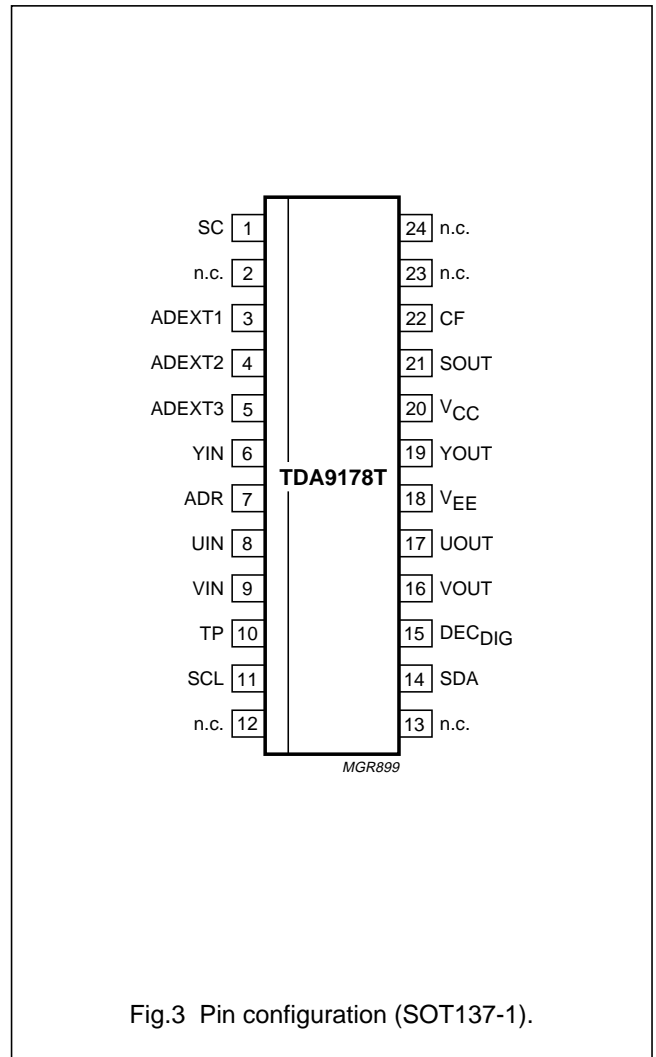 SC 1 24 n.c.
n.c. 2 23 n.c.
ADEXT1 3 22 CF
ADEXT2 4 21 SOUT
ADEXT3 5 20 VCC
YIN 6 19 YOUT
TDA9178T
ADR 7 18 VEE
UIN 8 17 UOUT
VIN 9 16 VOUT
TP 10 15 DECDIG
SCL 11 14 SDA
n.c. 12 13 n.c.
MGR899
Fig.3 Pin configuration (SOT137-1).